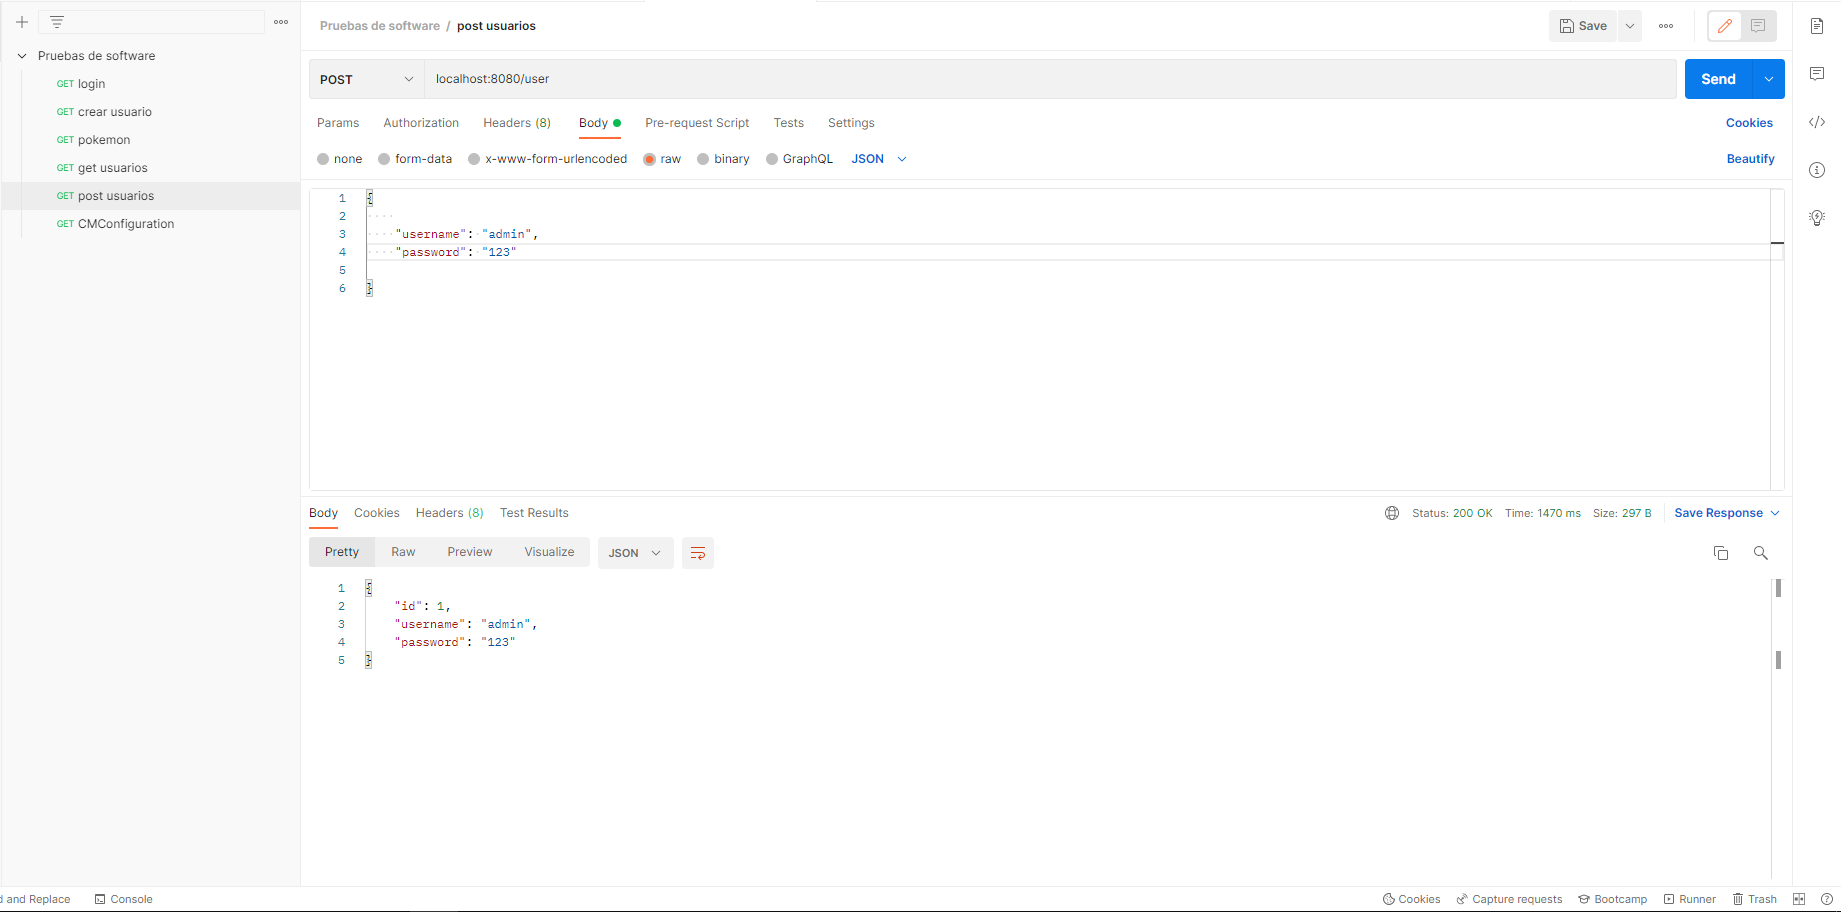 Pruebas de software / post usuarios
Save
Pruebas de software
GET login
GET crear usuario
GET pokemon
GET get usuarios
GET post usuarios
GET CMConfiguration
POST
localhost:8080/user
Send
Params Authorization Headers (8) Body Pre-request Script Tests Settings
Cookies
none form-data x-www-form-urlencoded raw binary GraphQL JSON
Beautify
1 {
2
3 "username": "admin",
4 "password": "123"
5
6 }
Body Cookies Headers (8) Test Results
Status: 200 OK Time: 1470 ms Size: 297 B Save Response
Pretty Raw Preview Visualize JSON
1 {
2 "id": 1,
3 "username": "admin",
4 "password": "123"
5 }
and Replace Console
Cookies Capture requests Bootcamp Runner Trash